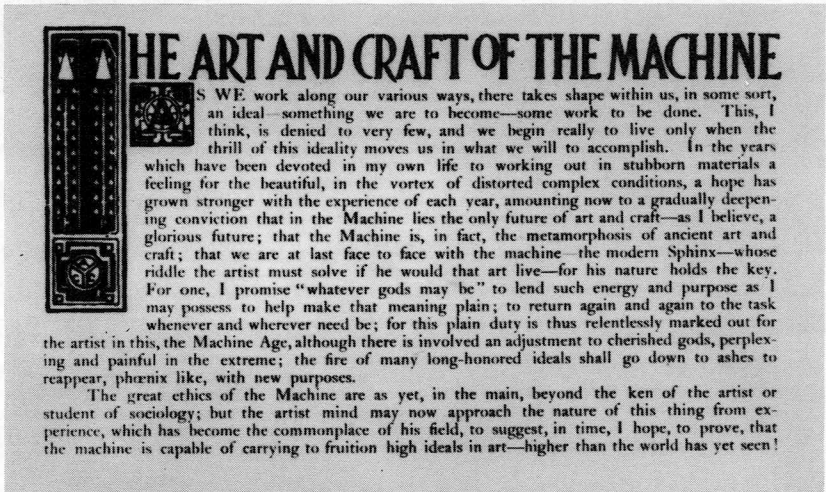 THE ART AND CRAFT OF THE MACHINE
AS WE work along our various ways, there takes shape within us, in some sort,
an ideal—something we are to become—some work to be done. This, I
think, is denied to very few, and we begin really to live only when the
thrill of this ideality moves us in what we will to accomplish. In the years
which have been devoted in my own life to working out in stubborn materials a
feeling for the beautiful, in the vortex of distorted complex conditions, a hope has
grown stronger with the experience of each year, amounting now to a gradually deepen-
ing conviction that in the Machine lies the only future of art and craft—as I believe, a
glorious future; that the Machine is, in fact, the metamorphosis of ancient art and
craft; that we are at last face to face with the machine—the modern Sphinx—whose
riddle the artist must solve if he would that art live—for his nature holds the key.
For one, I promise "whatever gods may be" to lend such energy and purpose as I
may possess to help make that meaning plain; to return again and again to the task
whenever and wherever need be; for this plain duty is thus relentlessly marked out for
the artist in this, the Machine Age, although there is involved an adjustment to cherished gods, perplex-
ing and painful in the extreme; the fire of many long-honored ideals shall go down to ashes to
reappear, phœnix like, with new purposes.
The great ethics of the Machine are as yet, in the main, beyond the ken of the artist or
student of sociology; but the artist mind may now approach the nature of this thing from ex-
perience, which has become the commonplace of his field, to suggest, in time, I hope, to prove, that
the machine is capable of carrying to fruition high ideals in art—higher than the world has yet seen!